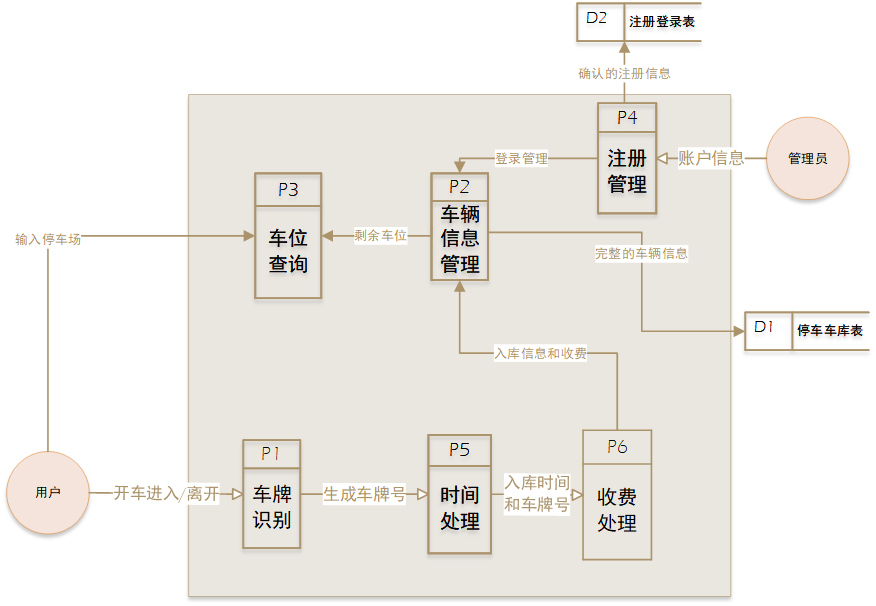 D2
注册登录表
确认的注册信息
P4
注册
管理
账户信息
管理员
登录管理
P2
车辆
信息
管理
P3
车位
查询
剩余车位
输入停车场
完整的车辆信息
D1
停车车库表
入库信息和收费
用户
开车进入/离开
P1
车牌
识别
生成车牌号
P5
时间
处理
入库时间
和车牌号
P6
收费
处理